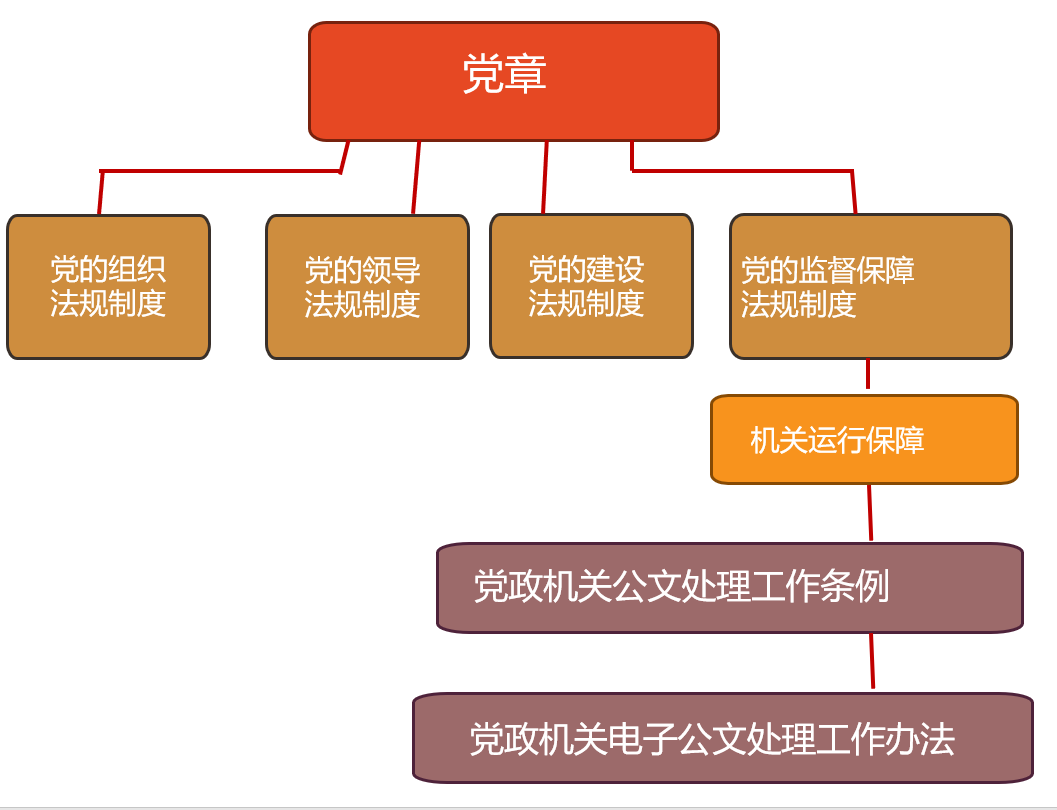 党章
党的组织
法规制度
党的领导
法规制度
党的建设
法规制度
党的监督保障
法规制度
机关运行保障
党政机关公文处理工作条例
党政机关电子公文处理工作办法